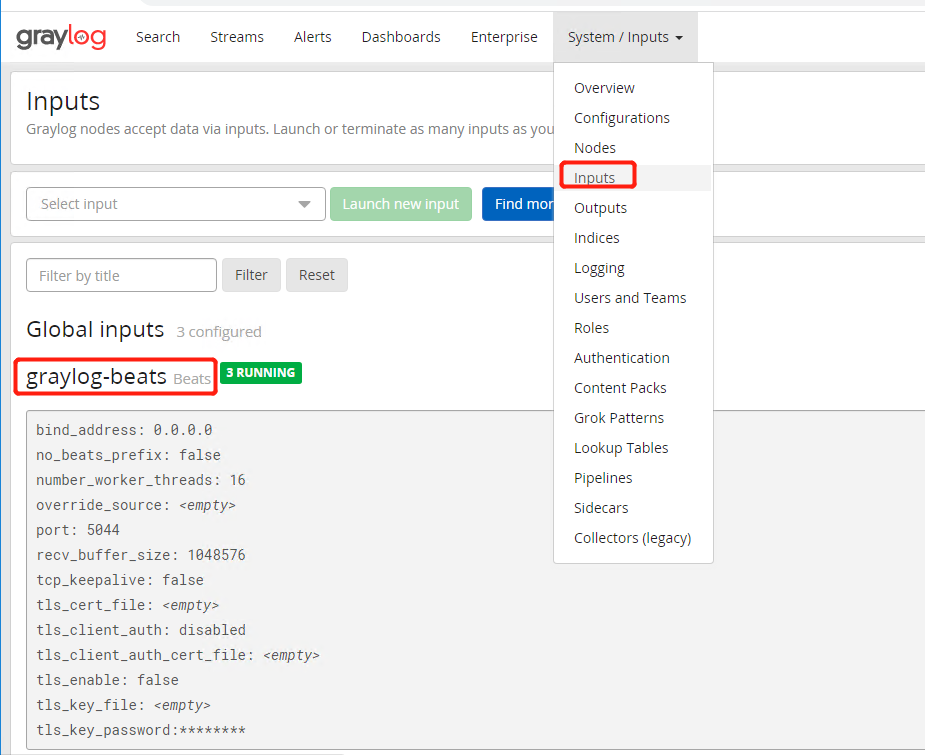 graylog Search Streams Alerts Dashboards Enterprise System / Inputs
Overview
Configurations
Nodes
Inputs
Outputs
Indices
Logging
Users and Teams
Roles
Authentication
Content Packs
Grok Patterns
Lookup Tables
Pipelines
Sidecars
Collectors (legacy)
Inputs
Graylog nodes accept data via inputs. Launch or terminate as many inputs as you
Select input Launch new input Find mor
Filter by title Filter Reset
Global inputs 3 configured
graylog-beats Beats 3 RUNNING
bind_address: 0.0.0.0
no_beats_prefix: false
number_worker_threads: 16
override_source: <empty>
port: 5044
recv_buffer_size: 1048576
tcp_keepalive: false
tls_cert_file: <empty>
tls_client_auth: disabled
tls_client_auth_cert_file: <empty>
tls_enable: false
tls_key_file: <empty>
tls_key_password:********